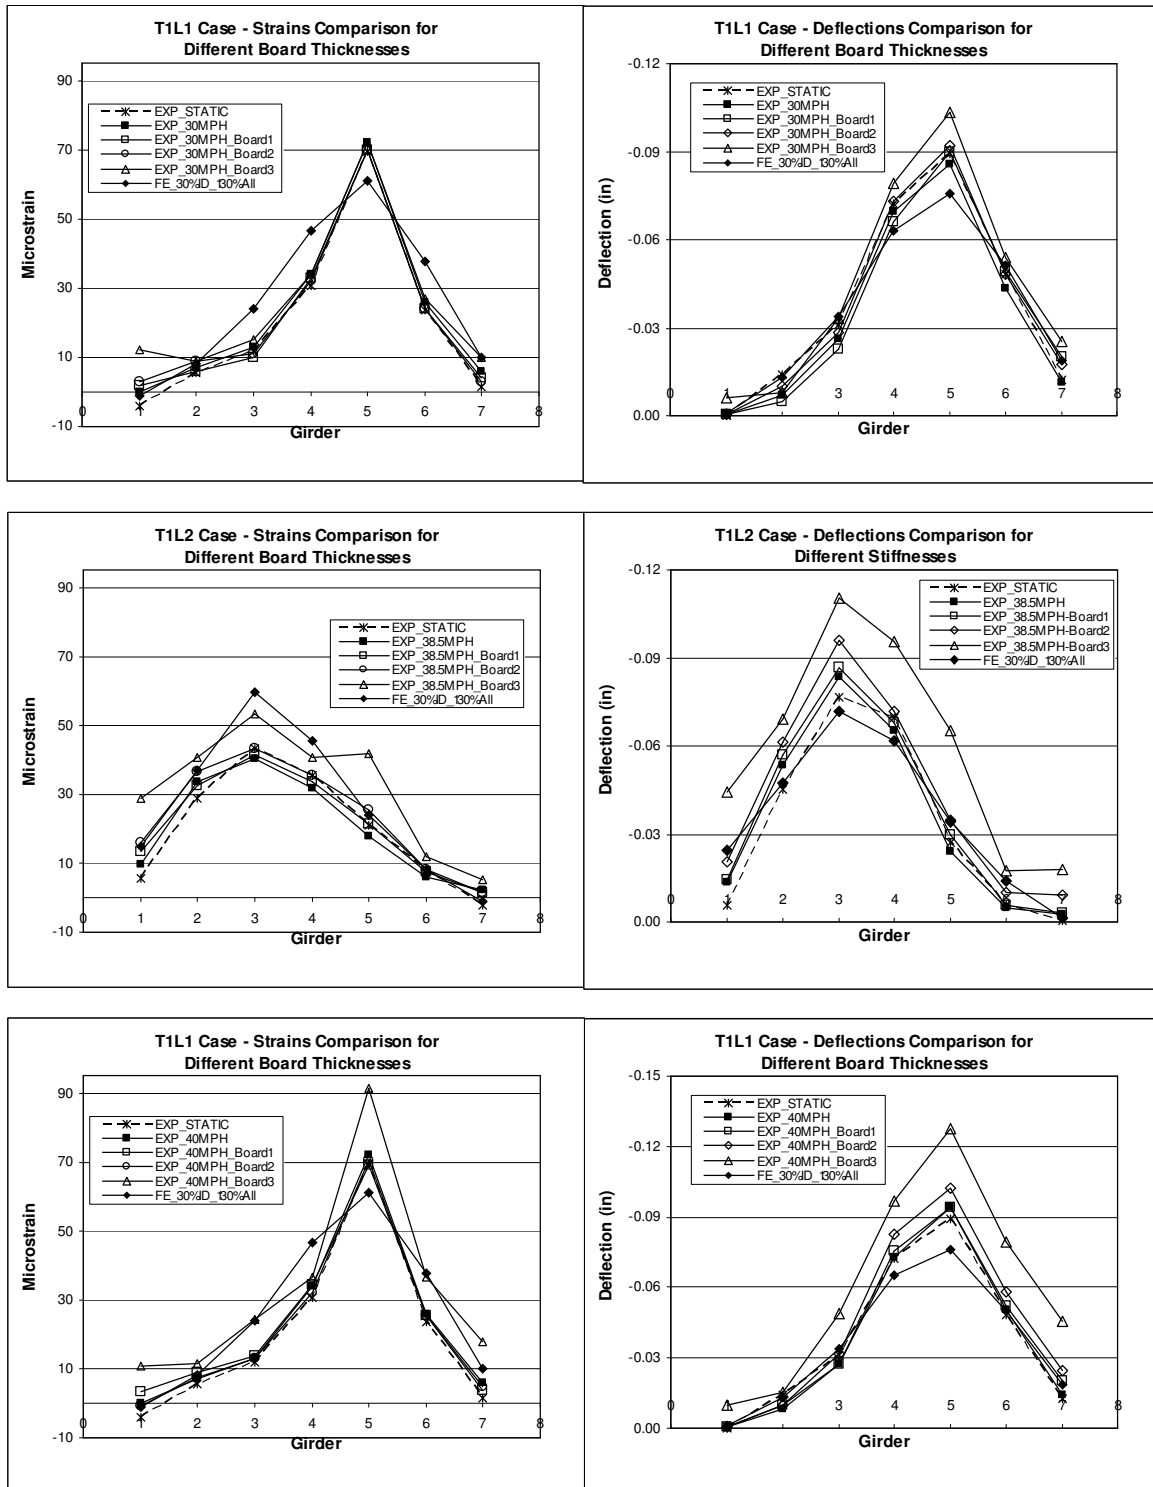 T1L1 Case - Strains Comparison for
Different Board Thicknesses
90
70
50
30
10
-10
Microstrain
EXP_STATIC
EXP_30MPH
EXP_30MPH_Board1
EXP_30MPH_Board2
EXP_30MPH_Board3
FE_30%ID_130%All
0 1 2 3 4 5 6 7 8
Girder
T1L1 Case - Deflections Comparison for
Different Board Thicknesses
-0.12
-0.09
-0.06
-0.03
0.00
Deflection (in)
EXP_STATIC
EXP_30MPH
EXP_30MPH_Board1
EXP_30MPH_Board2
EXP_30MPH_Board3
FE_30%ID_130%All
0 1 2 3 4 5 6 7 8
Girder
T1L2 Case - Strains Comparison for
Different Board Thicknesses
90
70
50
30
10
-10
Microstrain
EXP_STATIC
EXP_38.5MPH
EXP_38.5MPH_Board1
EXP_38.5MPH_Board2
EXP_38.5MPH_Board3
FE_30%ID_130%All
0 1 2 3 4 5 6 7 8
Girder
T1L2 Case - Deflections Comparison for
Different Stiffnesses
-0.12
-0.09
-0.06
-0.03
0.00
Deflection (in)
EXP_STATIC
EXP_38.5MPH
EXP_38.5MPH-Board1
EXP_38.5MPH-Board2
EXP_38.5MPH-Board3
FE_30%ID_130%All
0 1 2 3 4 5 6 7 8
Girder
T1L1 Case - Strains Comparison for
Different Board Thicknesses
90
70
50
30
10
-10
Microstrain
EXP_STATIC
EXP_40MPH
EXP_40MPH_Board1
EXP_40MPH_Board2
EXP_40MPH_Board3
FE_30%ID_130%All
0 1 2 3 4 5 6 7 8
Girder
T1L1 Case - Deflections Comparison for
Different Board Thicknesses
-0.15
-0.12
-0.09
-0.06
-0.03
0.00
Deflection (in)
EXP_STATIC
EXP_40MPH
EXP_40MPH_Board1
EXP_40MPH_Board2
EXP_40MPH_Board3
FE_30%ID_130%All
0 1 2 3 4 5 6 7 8
Girder